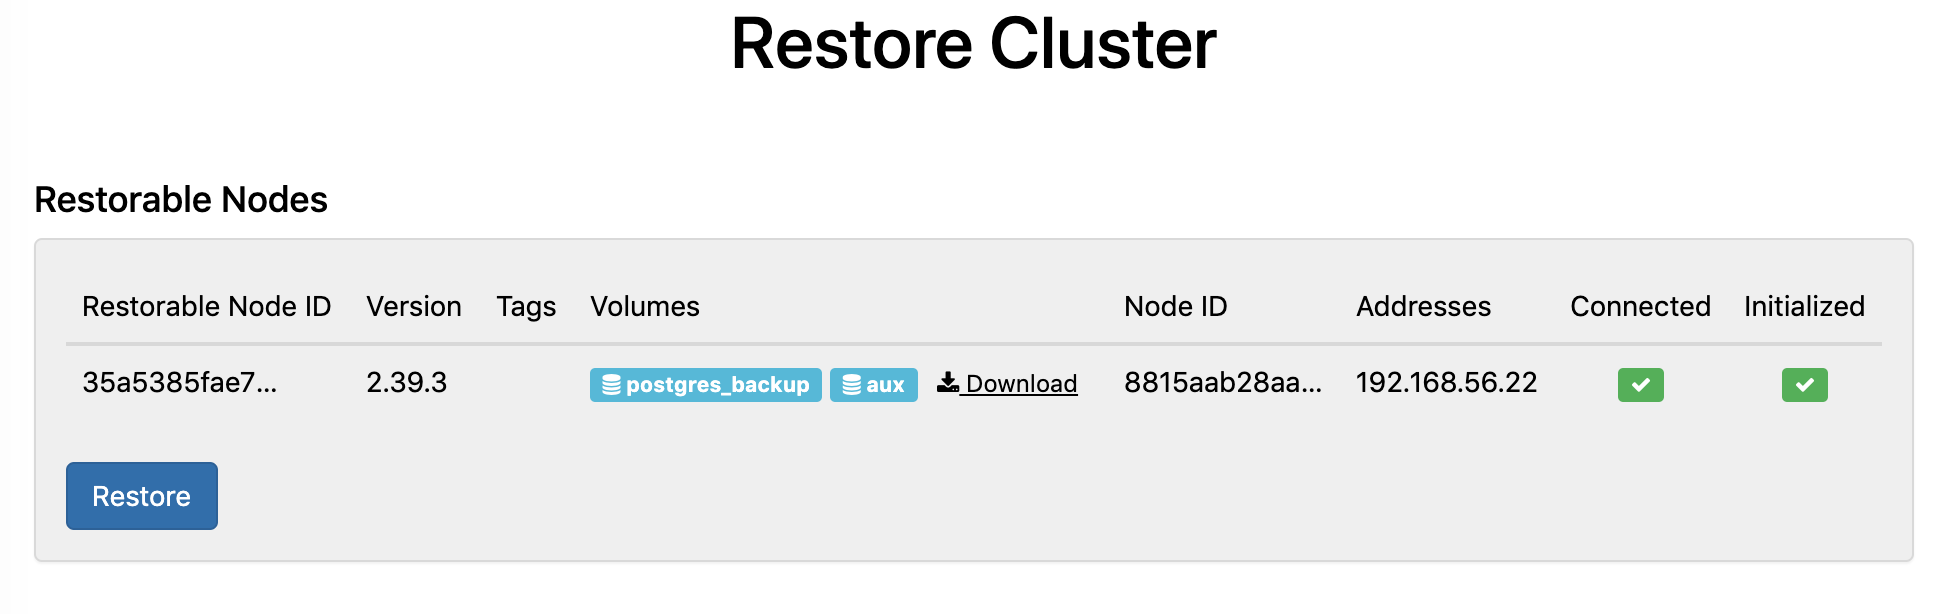 Restore Cluster
Restorable Nodes
Restorable Node ID Version Tags Volumes Node ID Addresses Connected Initialized
35a5385fae7... 2.39.3 postgres_backup aux Download 8815aab28aa... 192.168.56.22
Restore